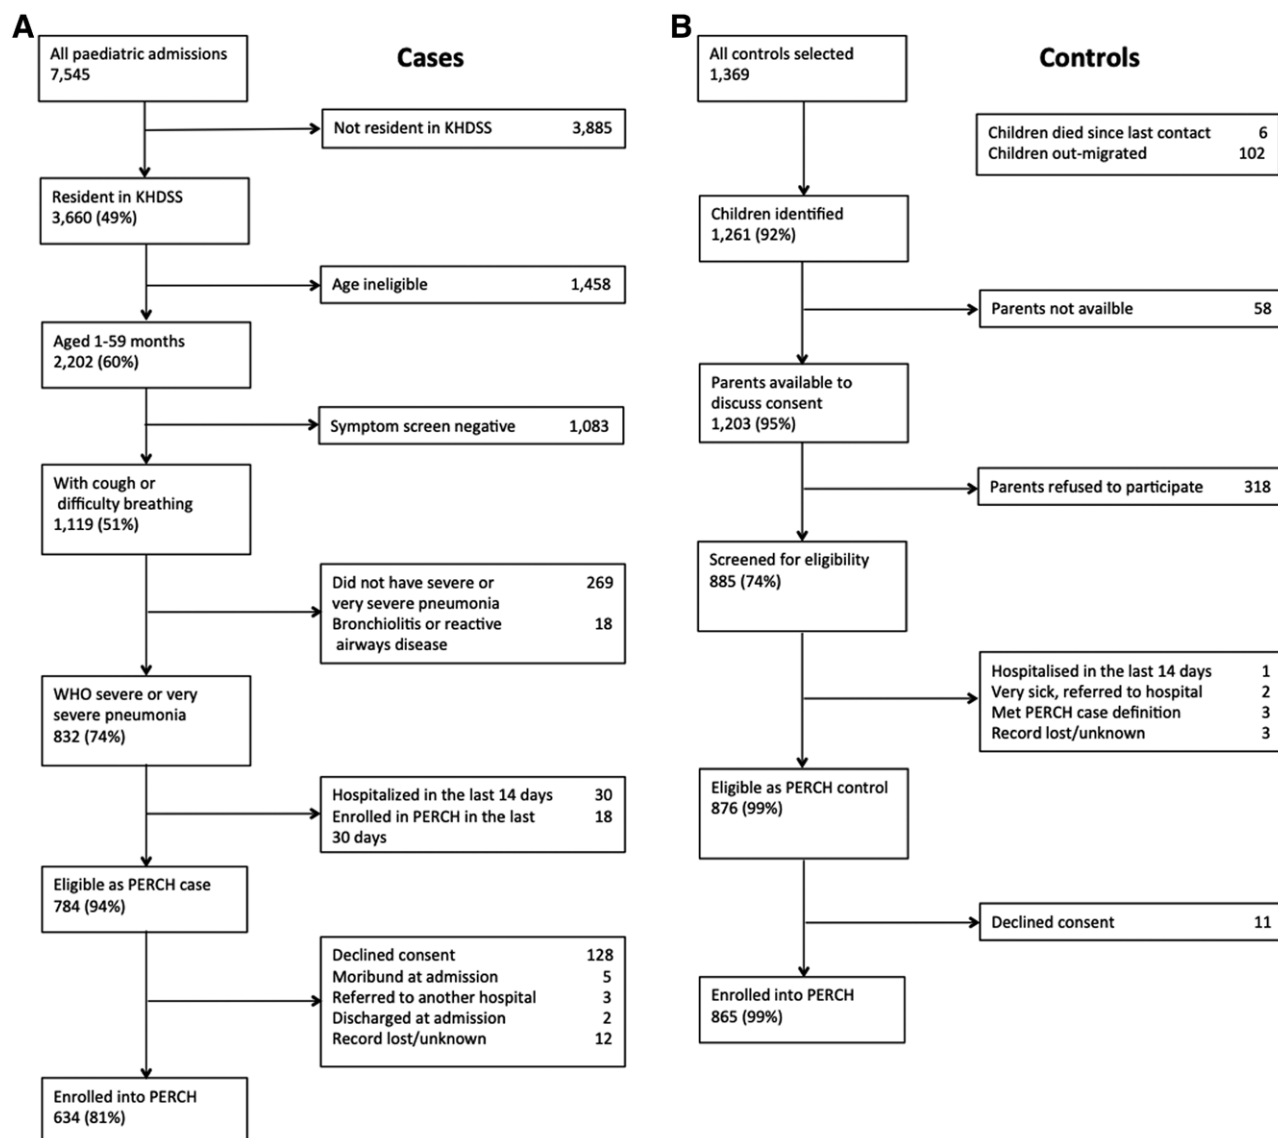 A
Cases
All paediatric admissions
7,545
Not resident in KHDSS 3,885
Resident in KHDSS
3,660 (49%)
Age ineligible 1,458
Aged 1-59 months
2,202 (60%)
Symptom screen negative 1,083
With cough or
difficulty breathing
1,119 (51%)
Did not have severe or 269
very severe pneumonia
Bronchiolitis or reactive 18
airways disease
WHO severe or very
severe pneumonia
832 (74%)
Hospitalized in the last 14 days 30
Enrolled in PERCH in the last 18
30 days
Eligible as PERCH case
784 (94%)
Declined consent 128
Moribund at admission 5
Referred to another hospital 3
Discharged at admission 2
Record lost/unknown 12
Enrolled into PERCH
634 (81%)
B
Controls
All controls selected
1,369
Children died since last contact 6
Children out-migrated 102
Children identified
1,261 (92%)
Parents not availble 58
Parents available to
discuss consent
1,203 (95%)
Parents refused to participate 318
Screened for eligibility
885 (74%)
Hospitalised in the last 14 days 1
Very sick, referred to hospital 2
Met PERCH case definition 3
Record lost/unknown 3
Eligible as PERCH control
876 (99%)
Declined consent 11
Enrolled into PERCH
865 (99%)